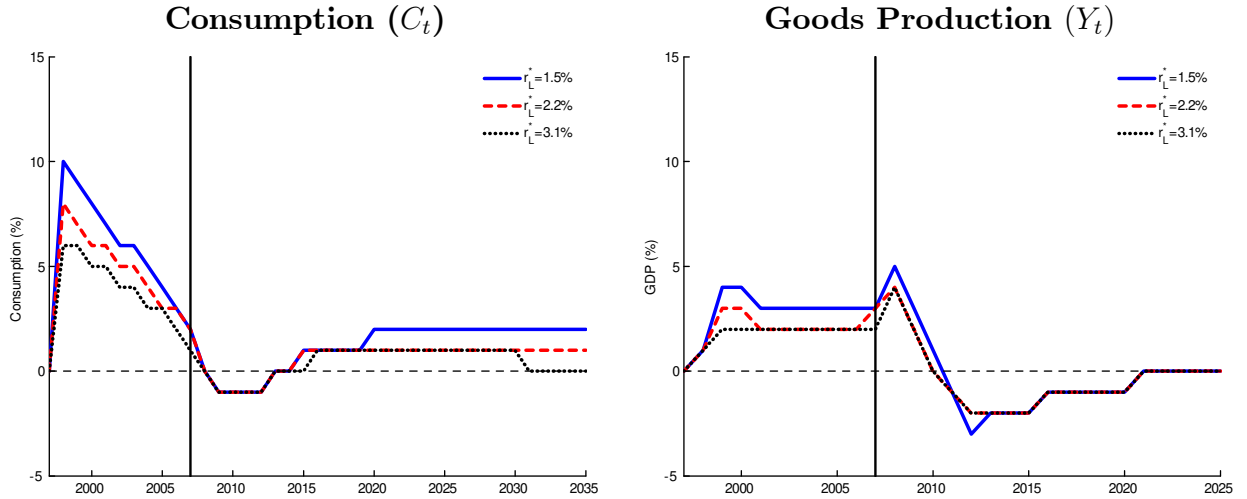 Consumption (C_t)
15
10
5
0
-5
Consumption (%)
r*_L=1.5%
r*_L=2.2%
r*_L=3.1%
2000 2005 2010 2015 2020 2025 2030 2035
Goods Production (Y_t)
15
10
5
0
-5
GDP (%)
r*_L=1.5%
r*_L=2.2%
r*_L=3.1%
2000 2005 2010 2015 2020 2025